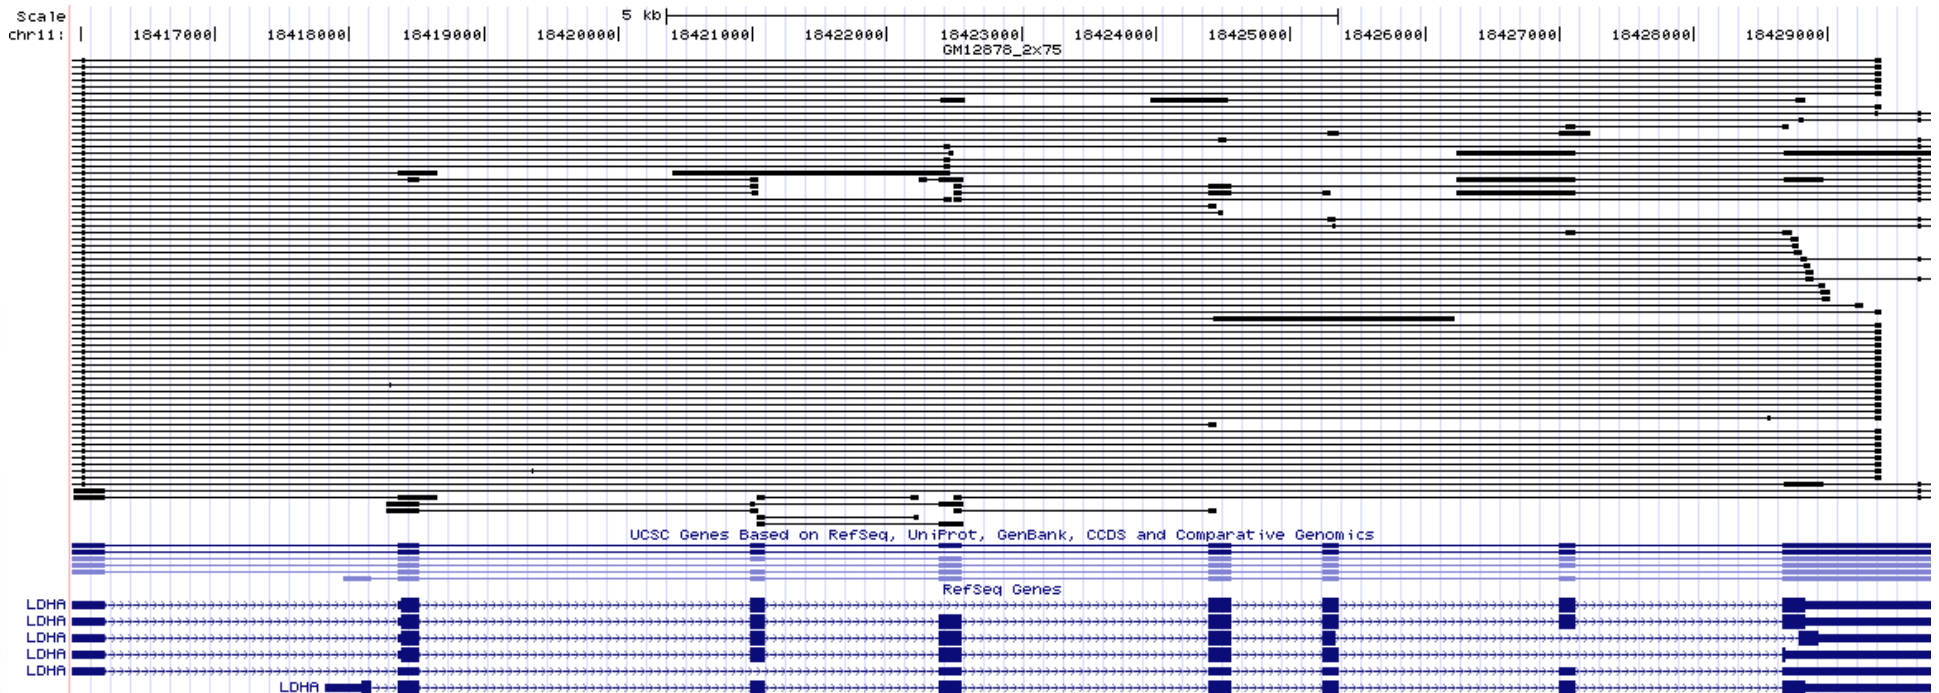 Scale 5 kb
chr11: 18417000| 18418000| 18419000| 18420000| 18421000| 18422000| 18423000| 18424000| 18425000| 18426000| 18427000| 18428000| 18429000|
GM12878_2x75
UCSC Genes Based on RefSeq, UniProt, GenBank, CCDS and Comparative Genomics
RefSeq Genes
LDHA
LDHA
LDHA
LDHA
LDHA
LDHA